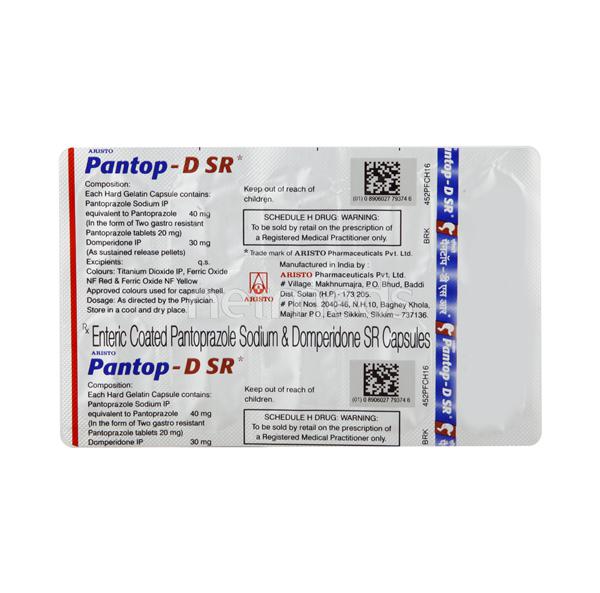 ARISTO
Pantop - D SR*
Composition:
Each Hard Gelatin Capsule contains:
Pantoprazole Sodium IP
equivalent to Pantoprazole 40 mg
(In the form of Two gastro resistant
Pantoprazole tablets 20 mg)
Domperidone IP 30 mg
(As sustained release pellets)
Excipients: q.s.
Colours: Titanium Dioxide IP, Ferric Oxide
NF Red & Ferric Oxide NF Yellow
Approved colours used for capsule shell.
Dosage: As directed by the Physician.
Store in a cool and dry place.
Keep out of reach of
children.
(01) 0 8906027 79374 6
SCHEDULE H DRUG: WARNING:
To be sold by retail on the prescription of
a Registered Medical Practitioner only.
* Trade mark of ARISTO Pharmaceuticals Pvt. Ltd.
Manufactured in India by:
ARISTO Pharmaceuticals Pvt. Ltd.
* Village: Makhnumajra, P.O. Bhud, Baddi
Dist. Solan (H.P) - 173 205.
# Plot Nos. 2040-46, N.H.10, Baghey Khola,
Majhitar P.O., East Sikkim, Sikkim - 737136.
ARISTO
452PFCH16
BRK
Rx Enteric Coated Pantoprazole Sodium & Domperidone SR Capsules
ARISTO
Pantop - D SR*
Composition:
Each Hard Gelatin Capsule contains:
Pantoprazole Sodium IP
equivalent to Pantoprazole 40 mg
(In the form of Two gastro resistant
Pantoprazole tablets 20 mg)
Domperidone IP 30 mg
Keep out of reach of
children.
(01) 0 8906027 79374 6
SCHEDULE H DRUG: WARNING:
To be sold by retail on the prescription of
a Registered Medical Practitioner only.
452PFCH16
BRK
ntop - D SR*
पैनटॉप - डी एस आर
Pantop - D SR*
netmeds